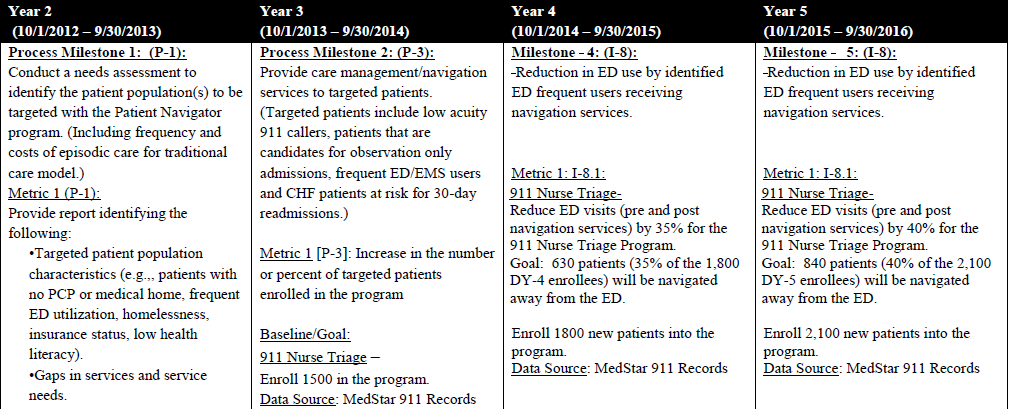 Year 2
(10/1/2012 – 9/30/2013)
Process Milestone 1:  (P-1):
Conduct a needs assessment to
identify the patient population(s) to be
targeted with the Patient Navigator
program. (Including frequency and
costs of episodic care for traditional
care model.)
Metric 1 (P-1):
Provide report identifying the
following:
•Targeted patient population
characteristics (e.g.,., patients with
no PCP or medical home, frequent
ED utilization, homelessness,
insurance status, low health
literacy).
•Gaps in services and service
needs.
Year 3
(10/1/2013 – 9/30/2014)
Process Milestone 2: (P-3):
Provide care management/navigation
services to targeted patients.
(Targeted patients include low acuity
911 callers, patients that are
candidates for observation only
admissions, frequent ED/EMS users
and CHF patients at risk for 30-day
readmissions.)
Metric 1 [P-3]: Increase in the number
or percent of targeted patients
enrolled in the program
Baseline/Goal:
911 Nurse Triage –
Enroll 1500 in the program.
Data Source: MedStar 911 Records
Year 4
(10/1/2014 – 9/30/2015)
Milestone - 4: (I-8):
-Reduction in ED use by identified
ED frequent users receiving
navigation services.
Metric 1: I-8.1:
911 Nurse Triage-
Reduce ED visits (pre and post
navigation services) by 35% for the
911 Nurse Triage Program.
Goal:  630 patients (35% of the 1,800
DY-4 enrollees) will be navigated
away from the ED.
Enroll 1800 new patients into the
program.
Data Source: MedStar 911 Records
Year 5
(10/1/2015 – 9/30/2016)
Milestone -   5: (I-8):
-Reduction in ED use by identified
ED frequent users receiving
navigation services.
Metric 1: I-8.1:
911 Nurse Triage-
Reduce ED visits (pre and post
navigation services) by 40% for the
911 Nurse Triage Program.
Goal:  840 patients (40% of the 2,100
DY-5 enrollees) will be navigated
away from the ED.
Enroll 2,100 new patients into the
program.
Data Source: MedStar 911 Records